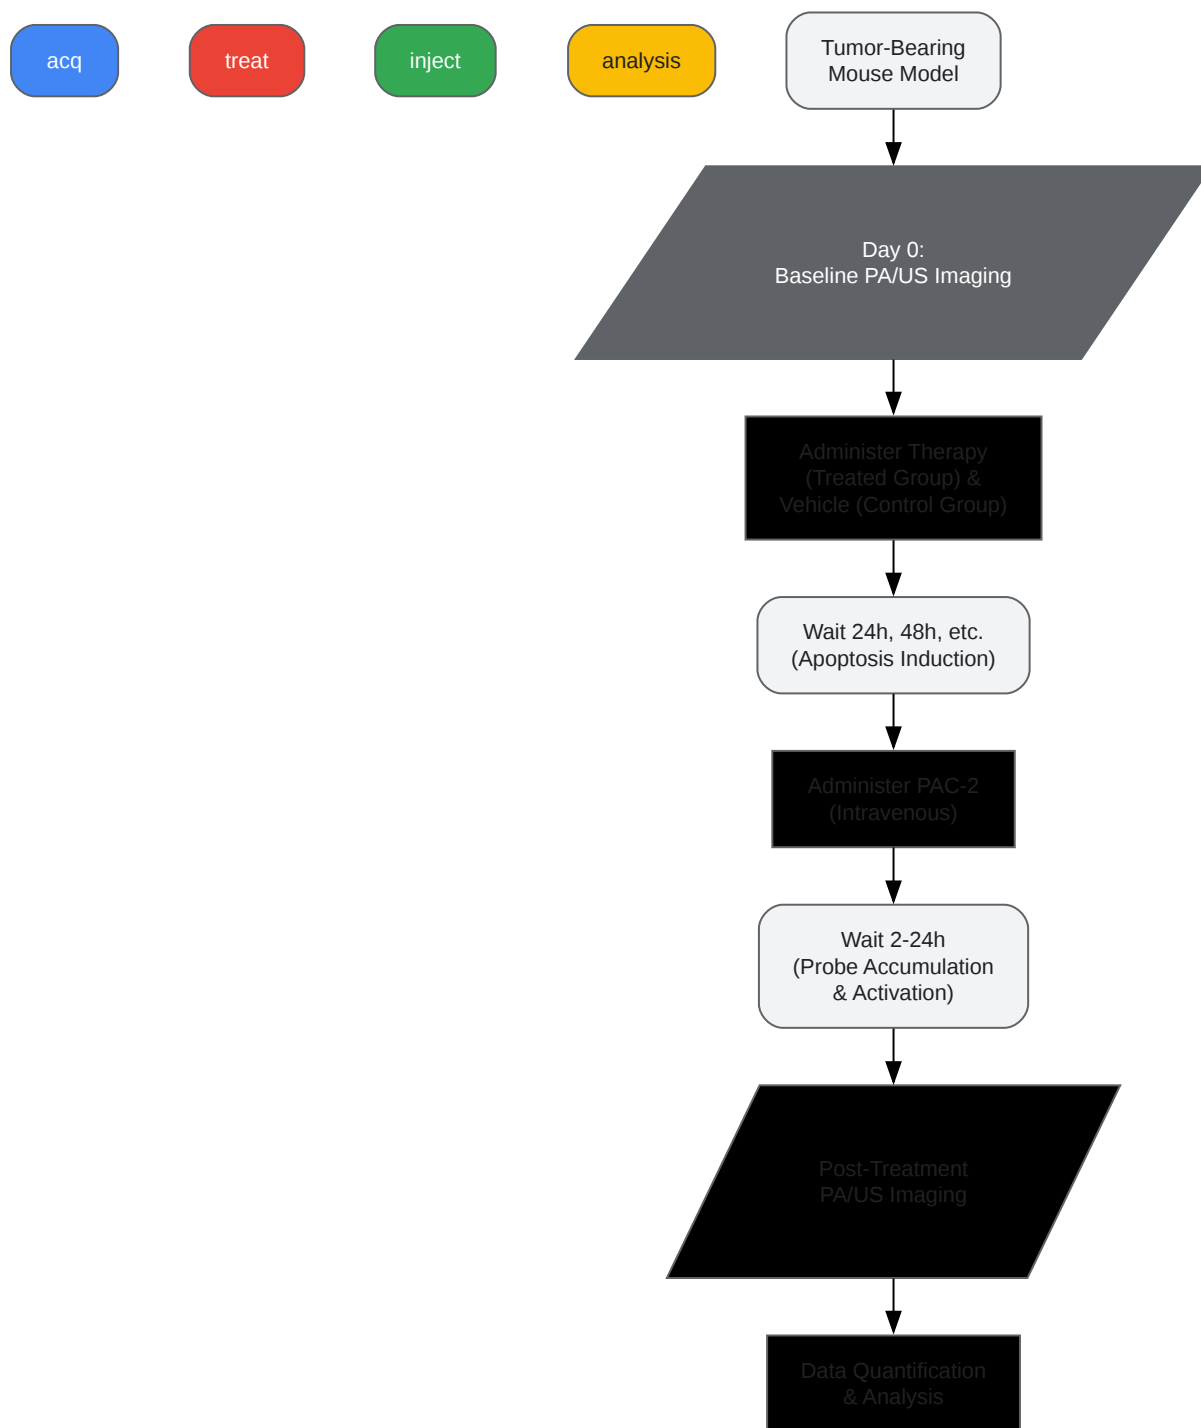 acq
treat
inject
analysis
Tumor-Bearing
Mouse Model
Day 0:
Baseline PA/US Imaging
Administer Therapy
(Treated Group) &
Vehicle (Control Group)
Wait 24h, 48h, etc.
(Apoptosis Induction)
Administer PAC-2
(Intravenous)
Wait 2-24h
(Probe Accumulation
& Activation)
Post-Treatment
PA/US Imaging
Data Quantification
& Analysis